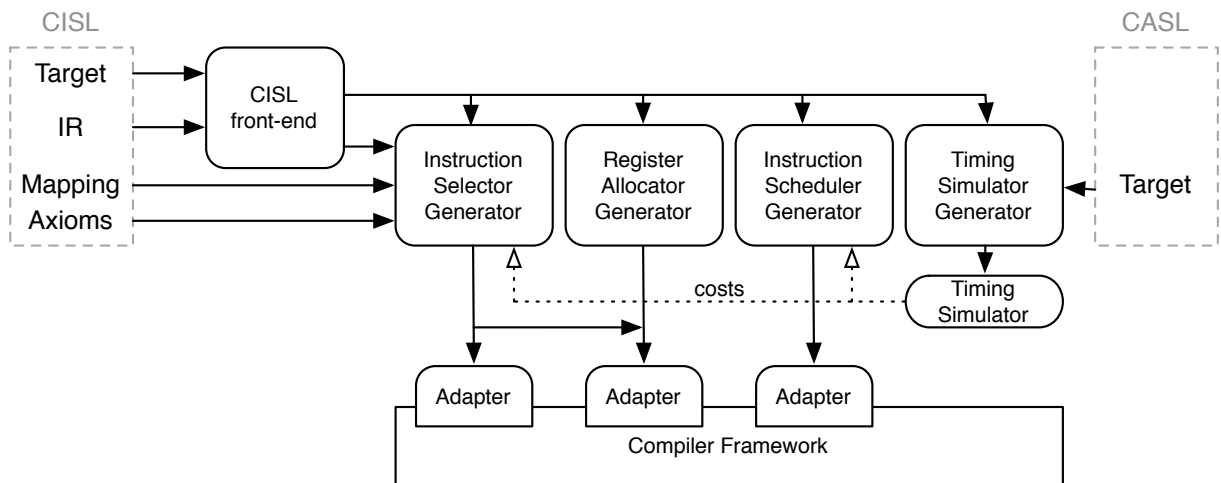 CISL
CASL
Target
IR
Mapping
Axioms
CISL
front-end
Instruction
Selector
Generator
Register
Allocator
Generator
Instruction
Scheduler
Generator
Timing
Simulator
Generator
Target
costs
Timing
Simulator
Adapter
Adapter
Adapter
Compiler Framework